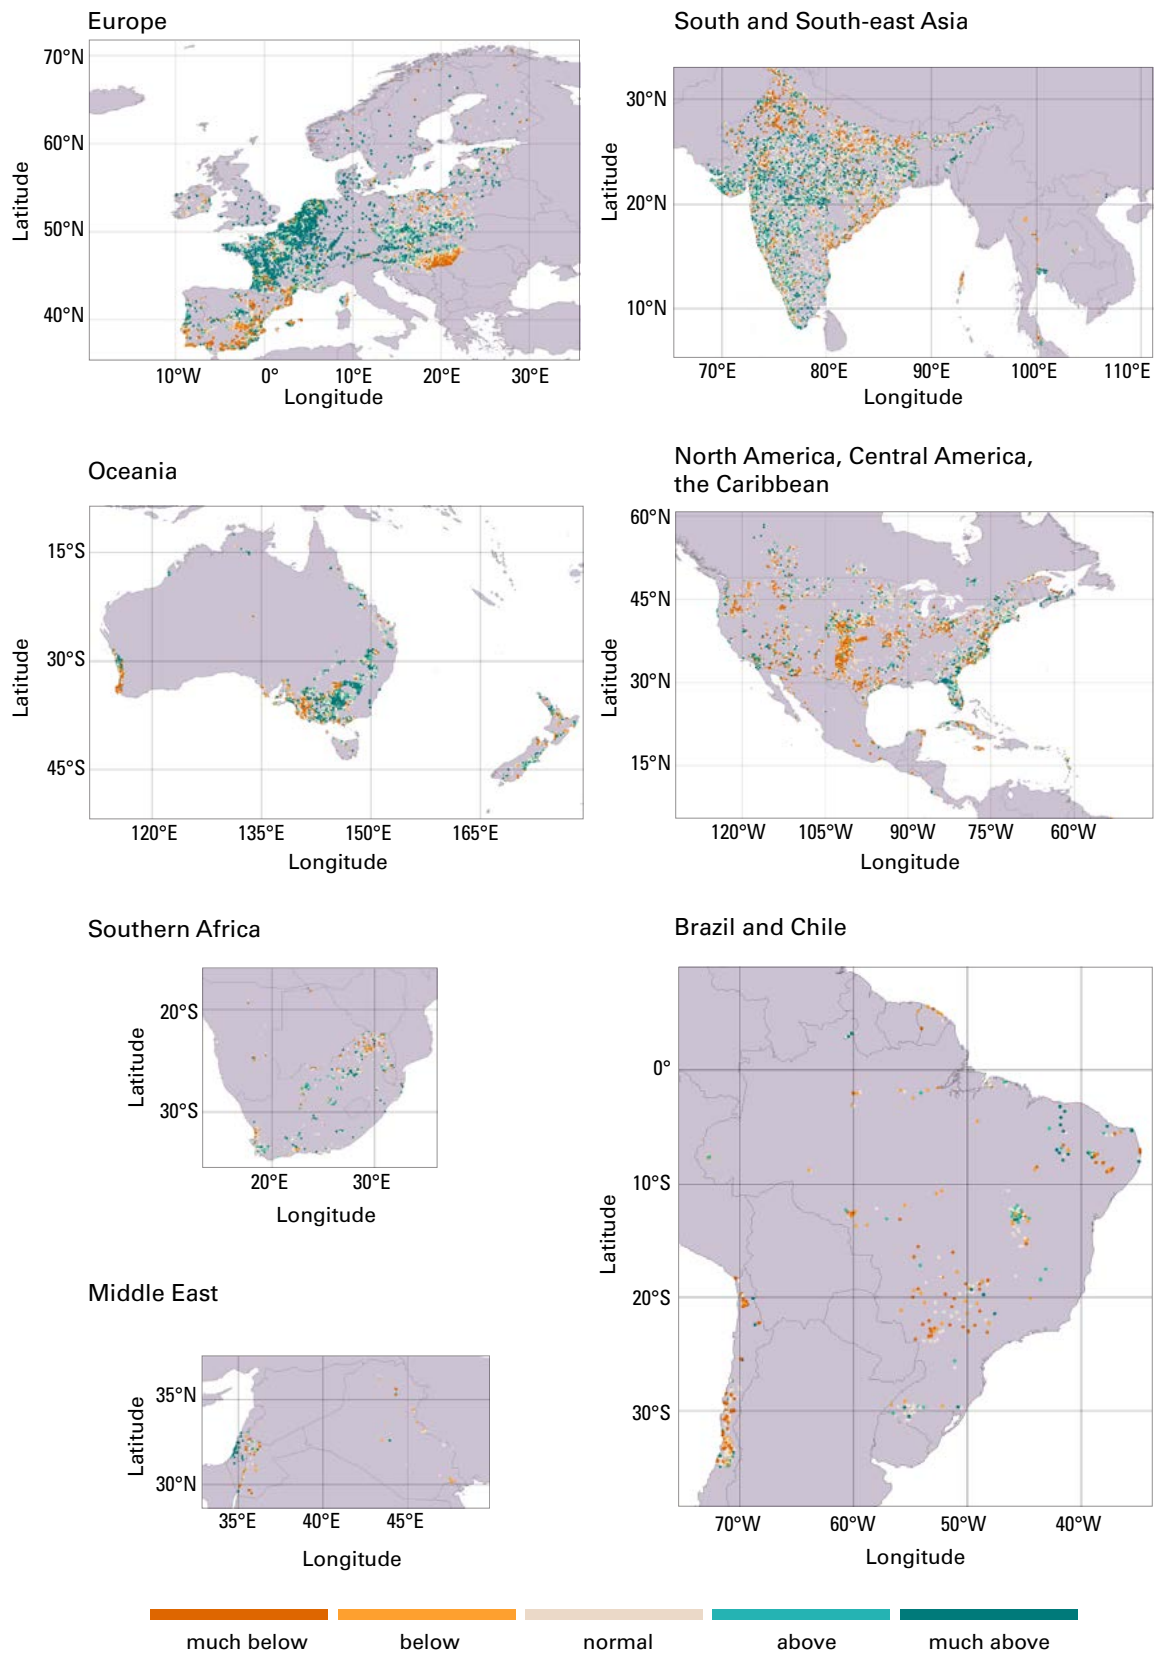 Europe
70°N
60°N
50°N
40°N
Latitude
10°W 0° 10°E 20°E 30°E
Longitude
South and South-east Asia
30°N
20°N
10°N
Latitude
70°E 80°E 90°E 100°E 110°E
Longitude
Oceania
15°S
30°S
45°S
Latitude
120°E 135°E 150°E 165°E
Longitude
North America, Central America,
the Caribbean
60°N
45°N
30°N
15°N
Latitude
120°W 105°W 90°W 75°W 60°W
Longitude
Southern Africa
20°S
30°S
Latitude
20°E 30°E
Longitude
Brazil and Chile
0°
10°S
20°S
30°S
Latitude
70°W 60°W 50°W 40°W
Longitude
Middle East
35°N
30°N
Latitude
35°E 40°E 45°E
Longitude
much below below normal above much above